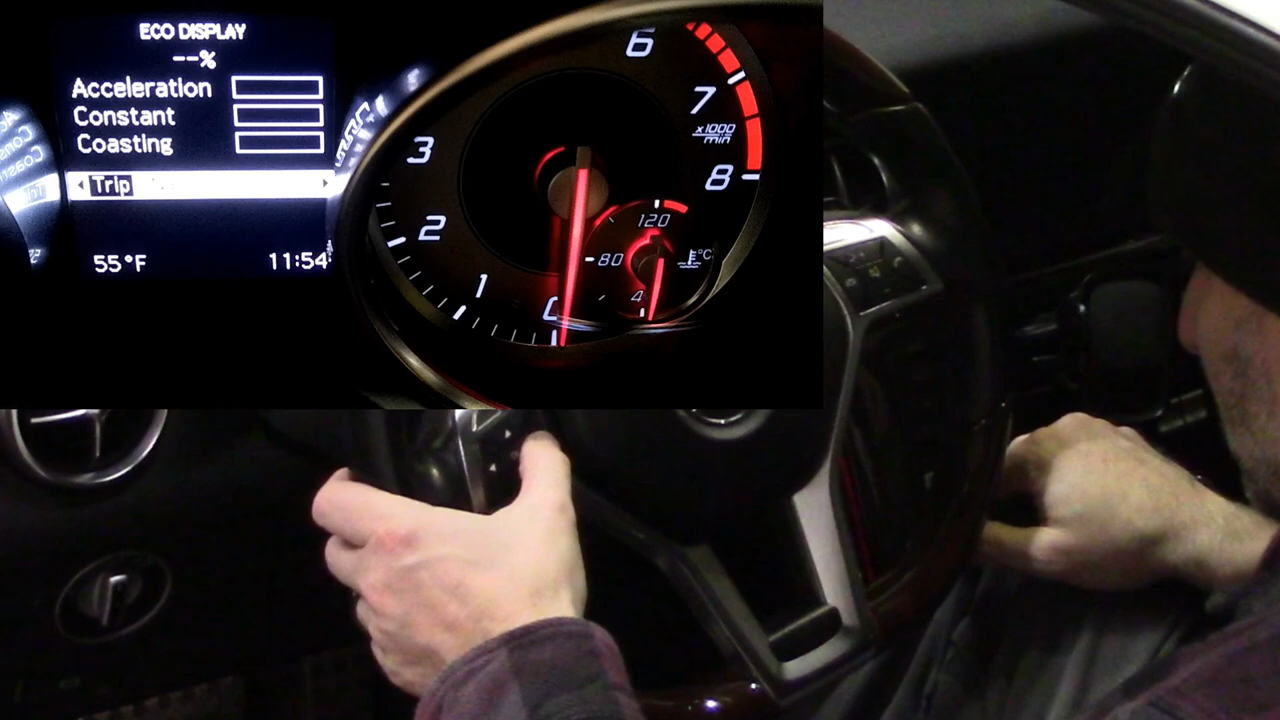 ECO DISPLAY
--%
Acceleration
Constant
Coasting
Trip
55°F
11:54
6
7
x1000
min
8
3
2
1
0
120
80
4
°C